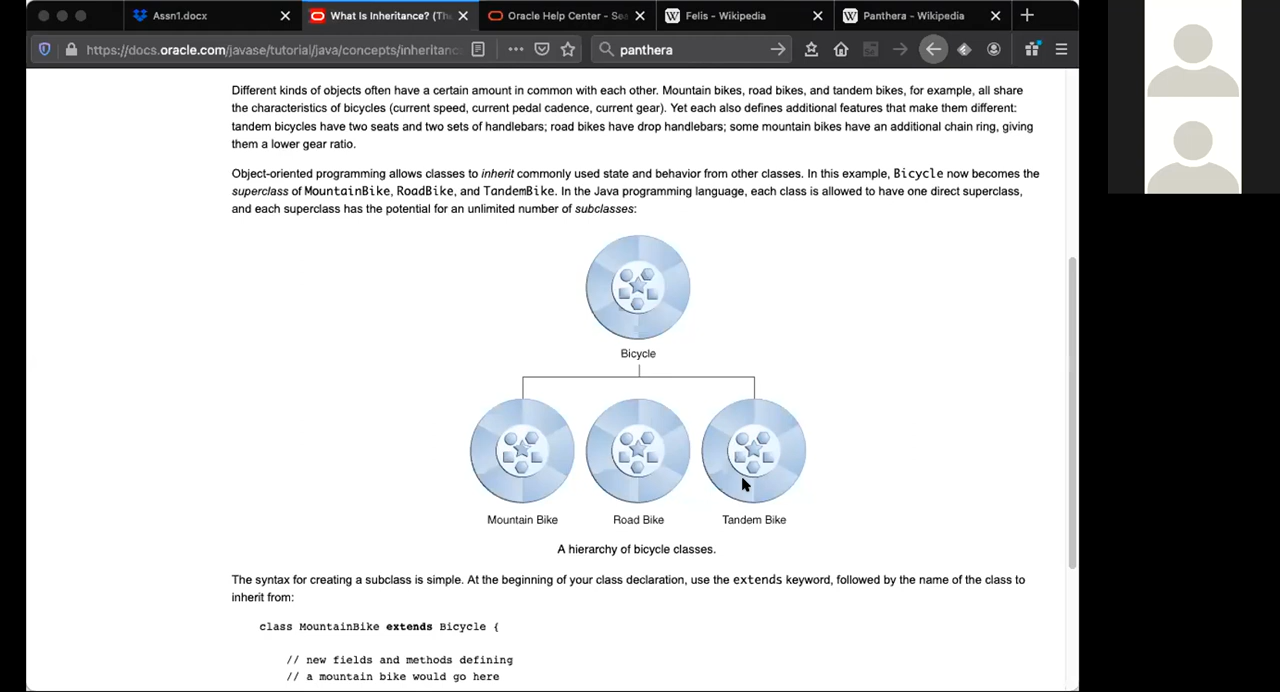 Assn1.docx
What Is Inheritance? (Th
Oracle Help Center - Se
Felis - Wikipedia
Panthera - Wikipedia
https://docs.oracle.com/javase/tutorial/java/concepts/inheritanc
panthera
Different kinds of objects often have a certain amount in common with each other. Mountain bikes, road bikes, and tandem bikes, for example, all share
the characteristics of bicycles (current speed, current pedal cadence, current gear). Yet each also defines additional features that make them different:
tandem bicycles have two seats and two sets of handlebars; road bikes have drop handlebars; some mountain bikes have an additional chain ring, giving
them a lower gear ratio.
Object-oriented programming allows classes to inherit commonly used state and behavior from other classes. In this example, Bicycle now becomes the
superclass of MountainBike, RoadBike, and TandemBike. In the Java programming language, each class is allowed to have one direct superclass,
and each superclass has the potential for an unlimited number of subclasses:
Bicycle
Mountain Bike
Road Bike
Tandem Bike
A hierarchy of bicycle classes.
The syntax for creating a subclass is simple. At the beginning of your class declaration, use the extends keyword, followed by the name of the class to
inherit from:
class MountainBike extends Bicycle {
// new fields and methods defining
// a mountain bike would go here